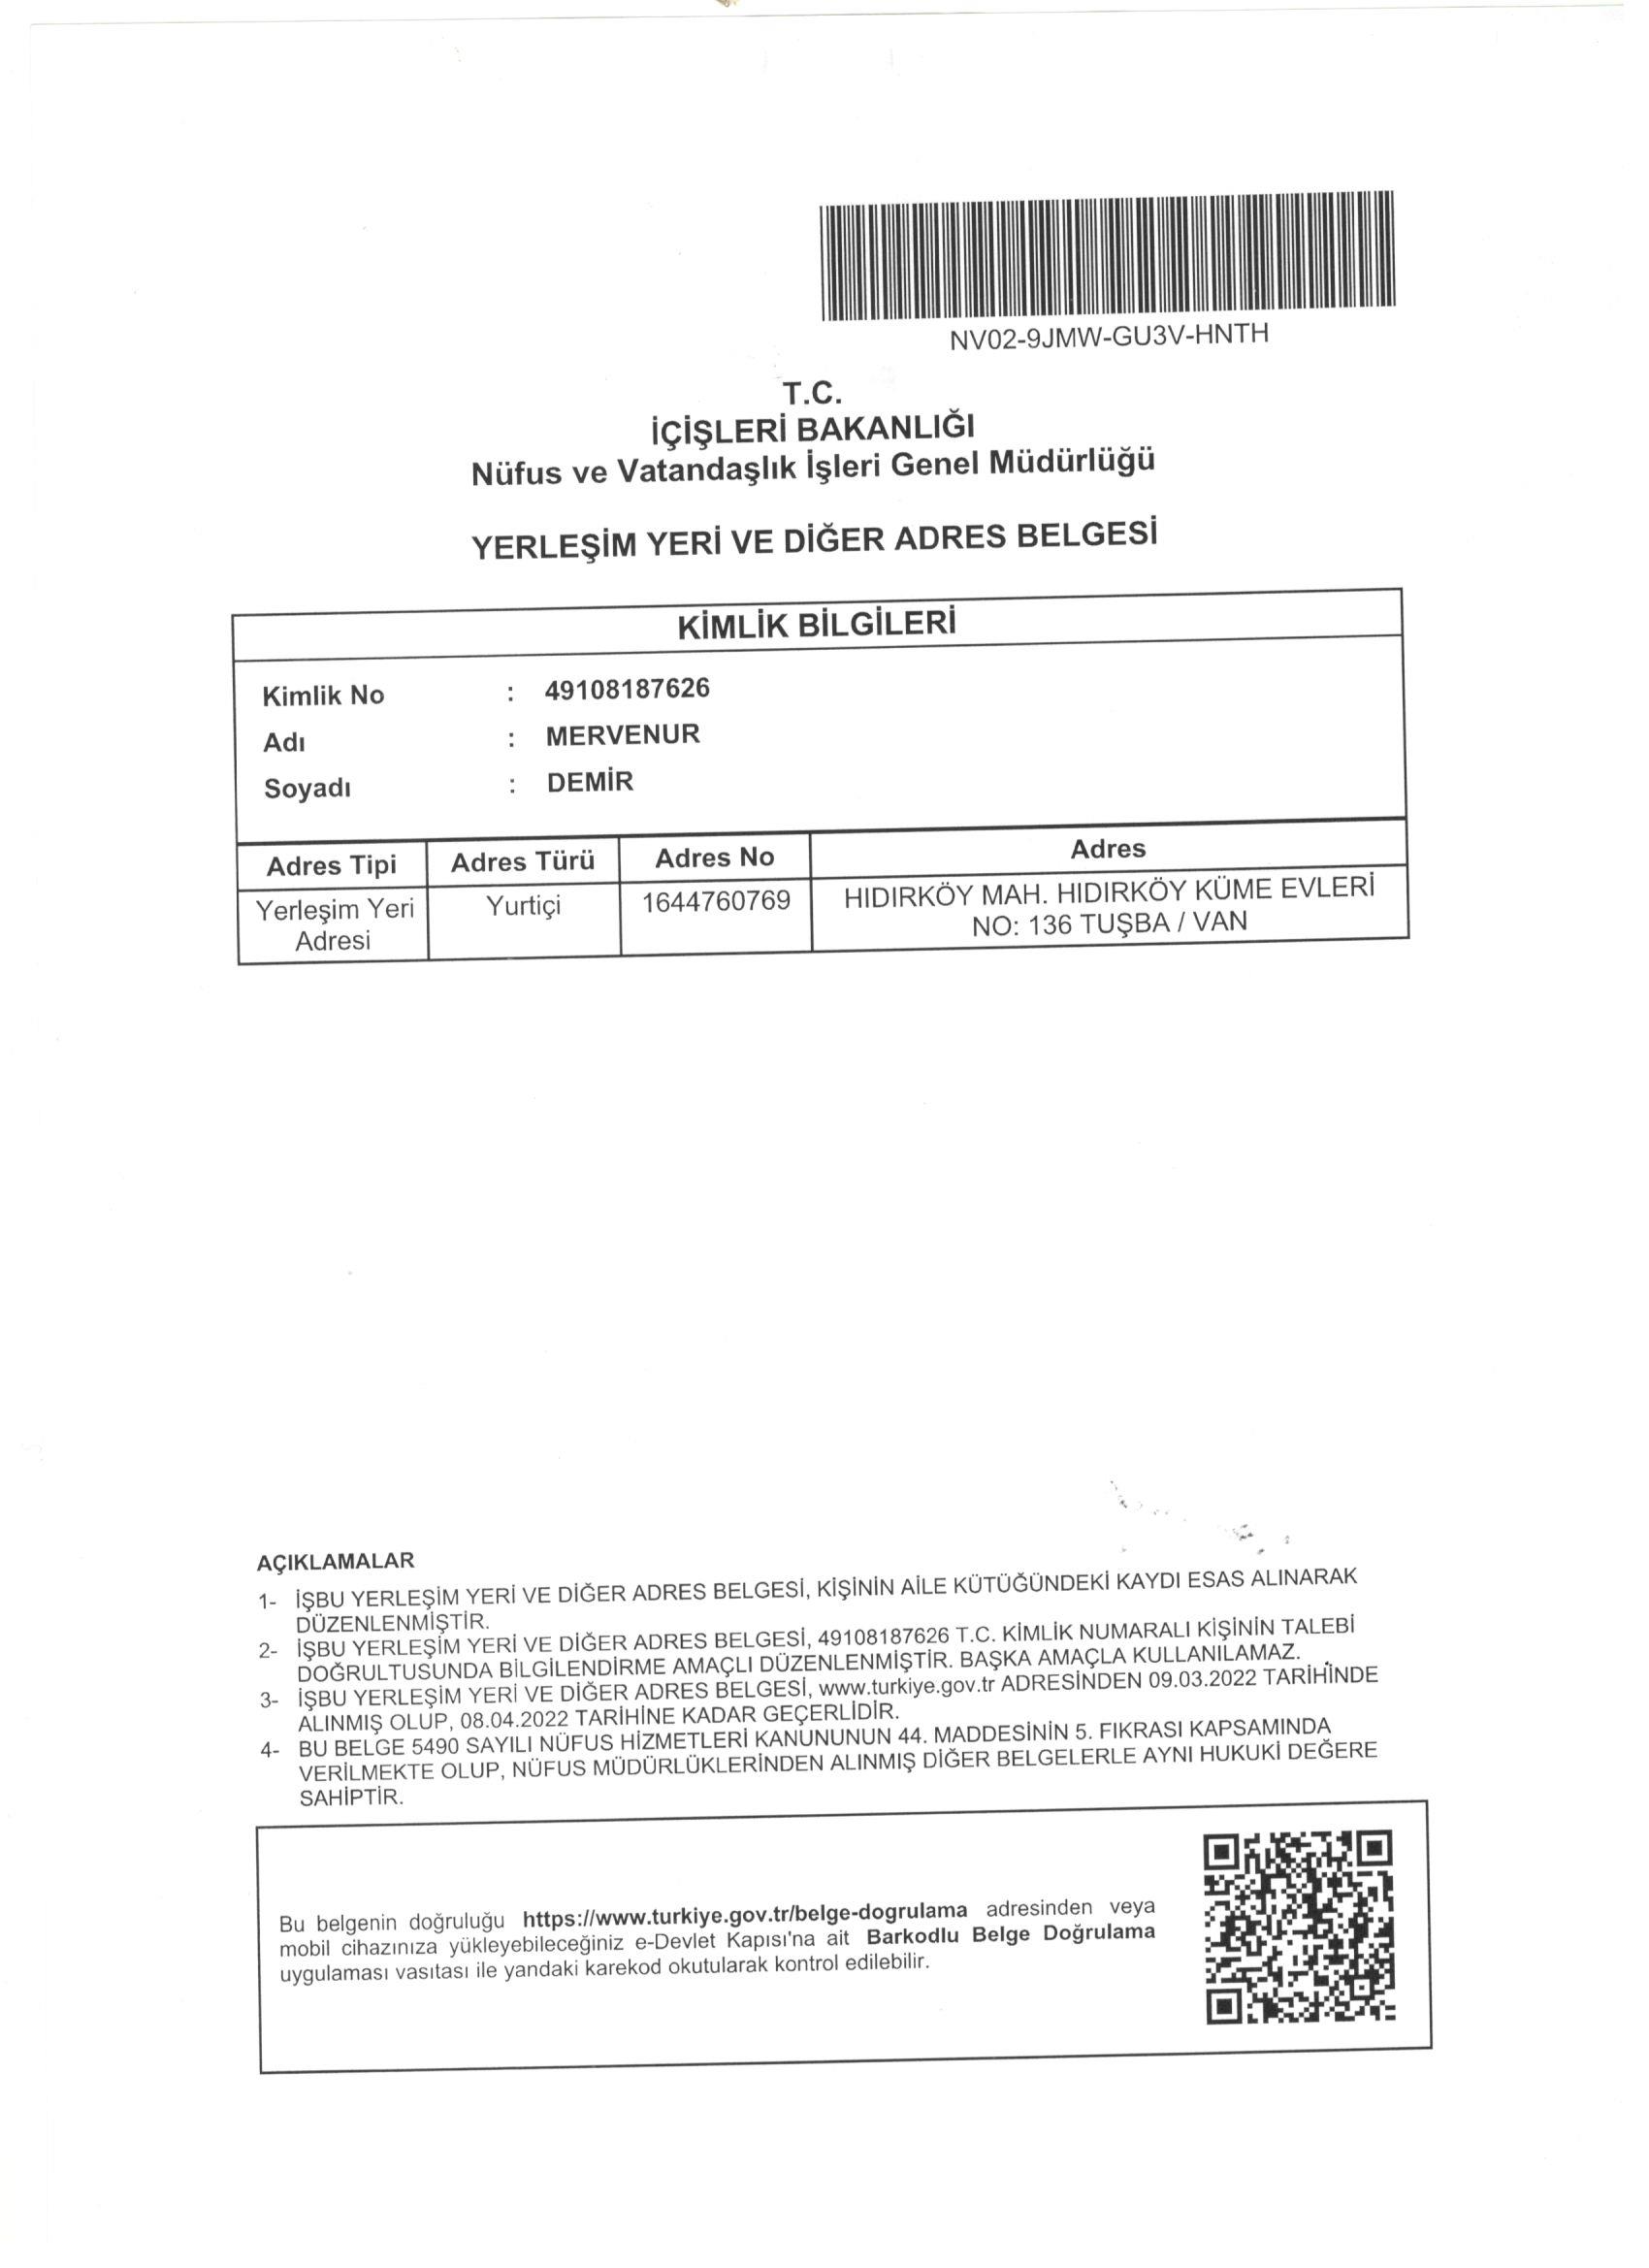 NV02-9JMW-GU3V-HNTH
T.C.
İÇİŞLERİ BAKANLIĞI
Nüfus ve Vatandaşlık İşleri Genel Müdürlüğü
YERLEŞİM YERİ VE DİĞER ADRES BELGESİ
KİMLİK BİLGİLERİ
Kimlik No : 49108187626
Adı : MERVENUR
Soyadı : DEMİR
Adres Tipi Adres Türü Adres No Adres
Yerleşim Yeri Yurtiçi 1644760769 HIDIRKÖY MAH. HIDIRKÖY KÜME EVLERİ
Adresi NO: 136 TUŞBA / VAN
AÇIKLAMALAR
1- İŞBU YERLEŞİM YERİ VE DİĞER ADRES BELGESİ, KİŞİNİN AİLE KÜTÜĞÜNDEKİ KAYDI ESAS ALINARAK
DÜZENLENMİŞTİR.
2- İŞBU YERLEŞİM YERİ VE DİĞER ADRES BELGESİ, 49108187626 T.C. KİMLİK NUMARALI KİŞİNİN TALEBİ
DOĞRULTUSUNDA BİLGİLENDİRME AMAÇLI DÜZENLENMİŞTİR. BAŞKA AMAÇLA KULLANILAMAZ.
3- İŞBU YERLEŞİM YERİ VE DİĞER ADRES BELGESİ, www.turkiye.gov.tr ADRESİNDEN 09.03.2022 TARİHİNDE
ALINMIŞ OLUP, 08.04.2022 TARİHİNE KADAR GEÇERLİDİR.
4- BU BELGE 5490 SAYILI NÜFUS HİZMETLERİ KANUNUNUN 44. MADDESİNİN 5. FIKRASI KAPSAMINDA
VERİLMEKTE OLUP, NÜFUS MÜDÜRLÜKLERİNDEN ALINMIŞ DİĞER BELGELERLE AYNI HUKUKİ DEĞERE
SAHİPTİR.
Bu belgenin doğruluğu https://www.turkiye.gov.tr/belge-dogrulama adresinden veya
mobil cihazınıza yükleyebileceğiniz e-Devlet Kapısı'na ait Barkodlu Belge Doğrulama
uygulaması vasıtası ile yandaki karekod okutularak kontrol edilebilir.